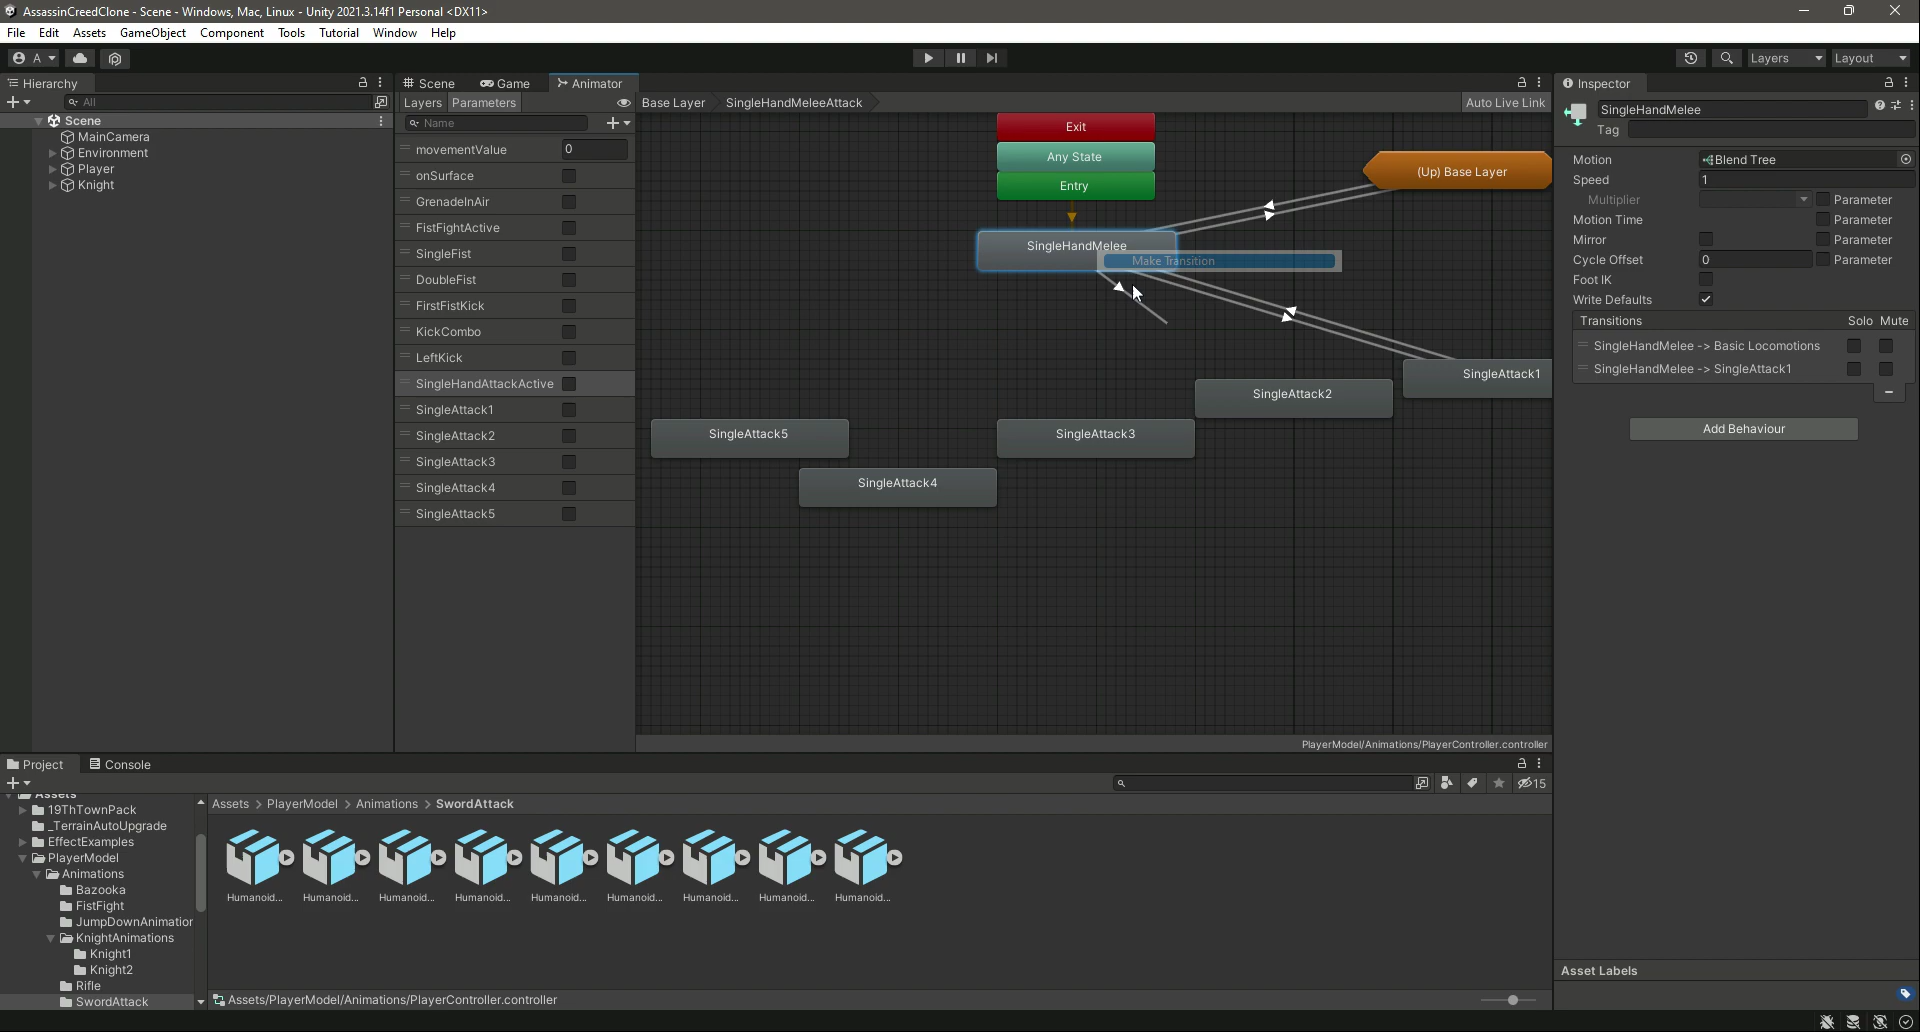 AssassinCreedClone - Scene - Windows, Mac, Linux - Unity 2021.3.14f1 Personal <DX11>
File Edit Assets GameObject Component Tools Tutorial Window Help
A Layers Layout
Hierarchy
All
Scene
MainCamera
Environment
Player
Knight
Scene Game Animator
Layers Parameters Base Layer SingleHandMeleeAttack Auto Live Link
Name
movementValue 0
onSurface
GrenadeInAir
FistFightActive
SingleFist
DoubleFist
FirstFistKick
KickCombo
LeftKick
SingleHandAttackActive
SingleAttack1
SingleAttack2
SingleAttack3
SingleAttack4
SingleAttack5
Exit
Any State
Entry
(Up) Base Layer
SingleHandMelee
Make Transition
SingleAttack1
SingleAttack2
SingleAttack3
SingleAttack5
SingleAttack4
PlayerModel/Animations/PlayerController.controller
Inspector
SingleHandMelee
Tag
Motion Blend Tree
Speed 1
Multiplier Parameter
Motion Time Parameter
Mirror Parameter
Cycle Offset 0 Parameter
Foot IK
Write Defaults
Transitions Solo Mute
SingleHandMelee -> Basic Locomotions
SingleHandMelee -> SingleAttack1
Add Behaviour
Asset Labels
Project Console
15
Assets
19ThTownPack
_TerrainAutoUpgrade
EffectExamples
PlayerModel
Animations
Bazooka
FistFight
JumpDownAnimation
KnightAnimations
Knight1
Knight2
Rifle
SwordAttack
Assets > PlayerModel > Animations > SwordAttack
Humanoid... Humanoid... Humanoid... Humanoid... Humanoid... Humanoid... Humanoid... Humanoid... Humanoid...
Assets/PlayerModel/Animations/PlayerController.controller